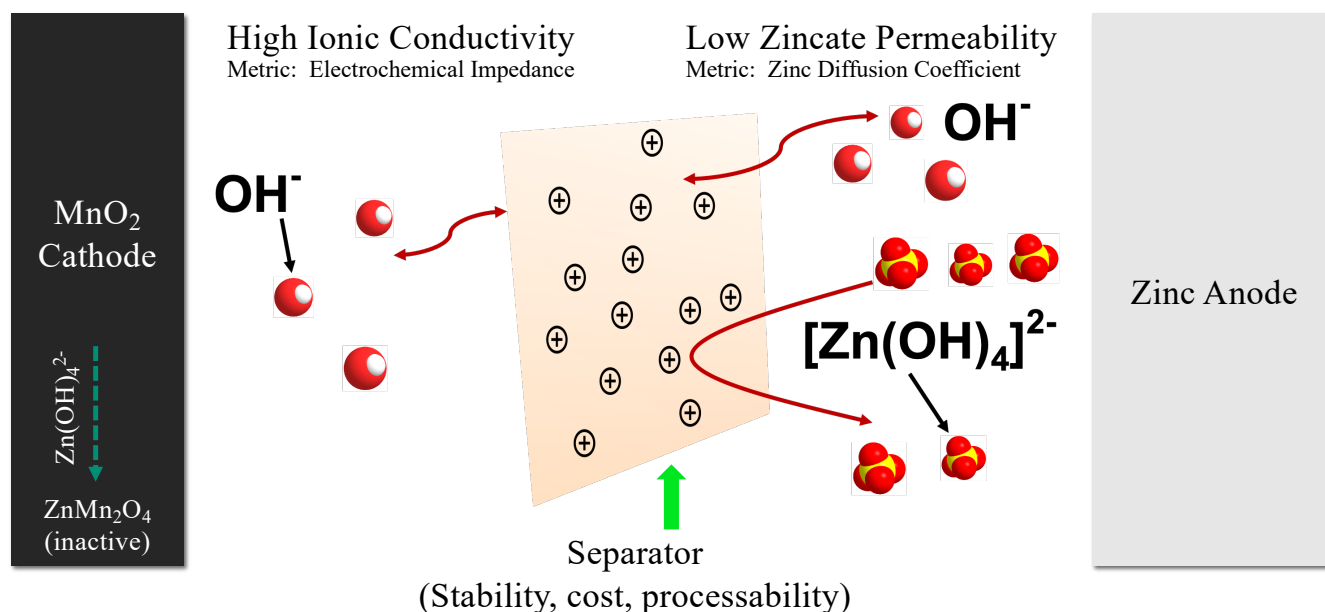 High Ionic Conductivity
Metric: Electrochemical Impedance
Low Zincate Permeability
Metric: Zinc Diffusion Coefficient
OH⁻
OH⁻
MnO₂
Cathode
Zn(OH)₄²⁻
ZnMn₂O₄
(inactive)
[Zn(OH)₄]²⁻
Zinc Anode
Separator
(Stability, cost, processability)